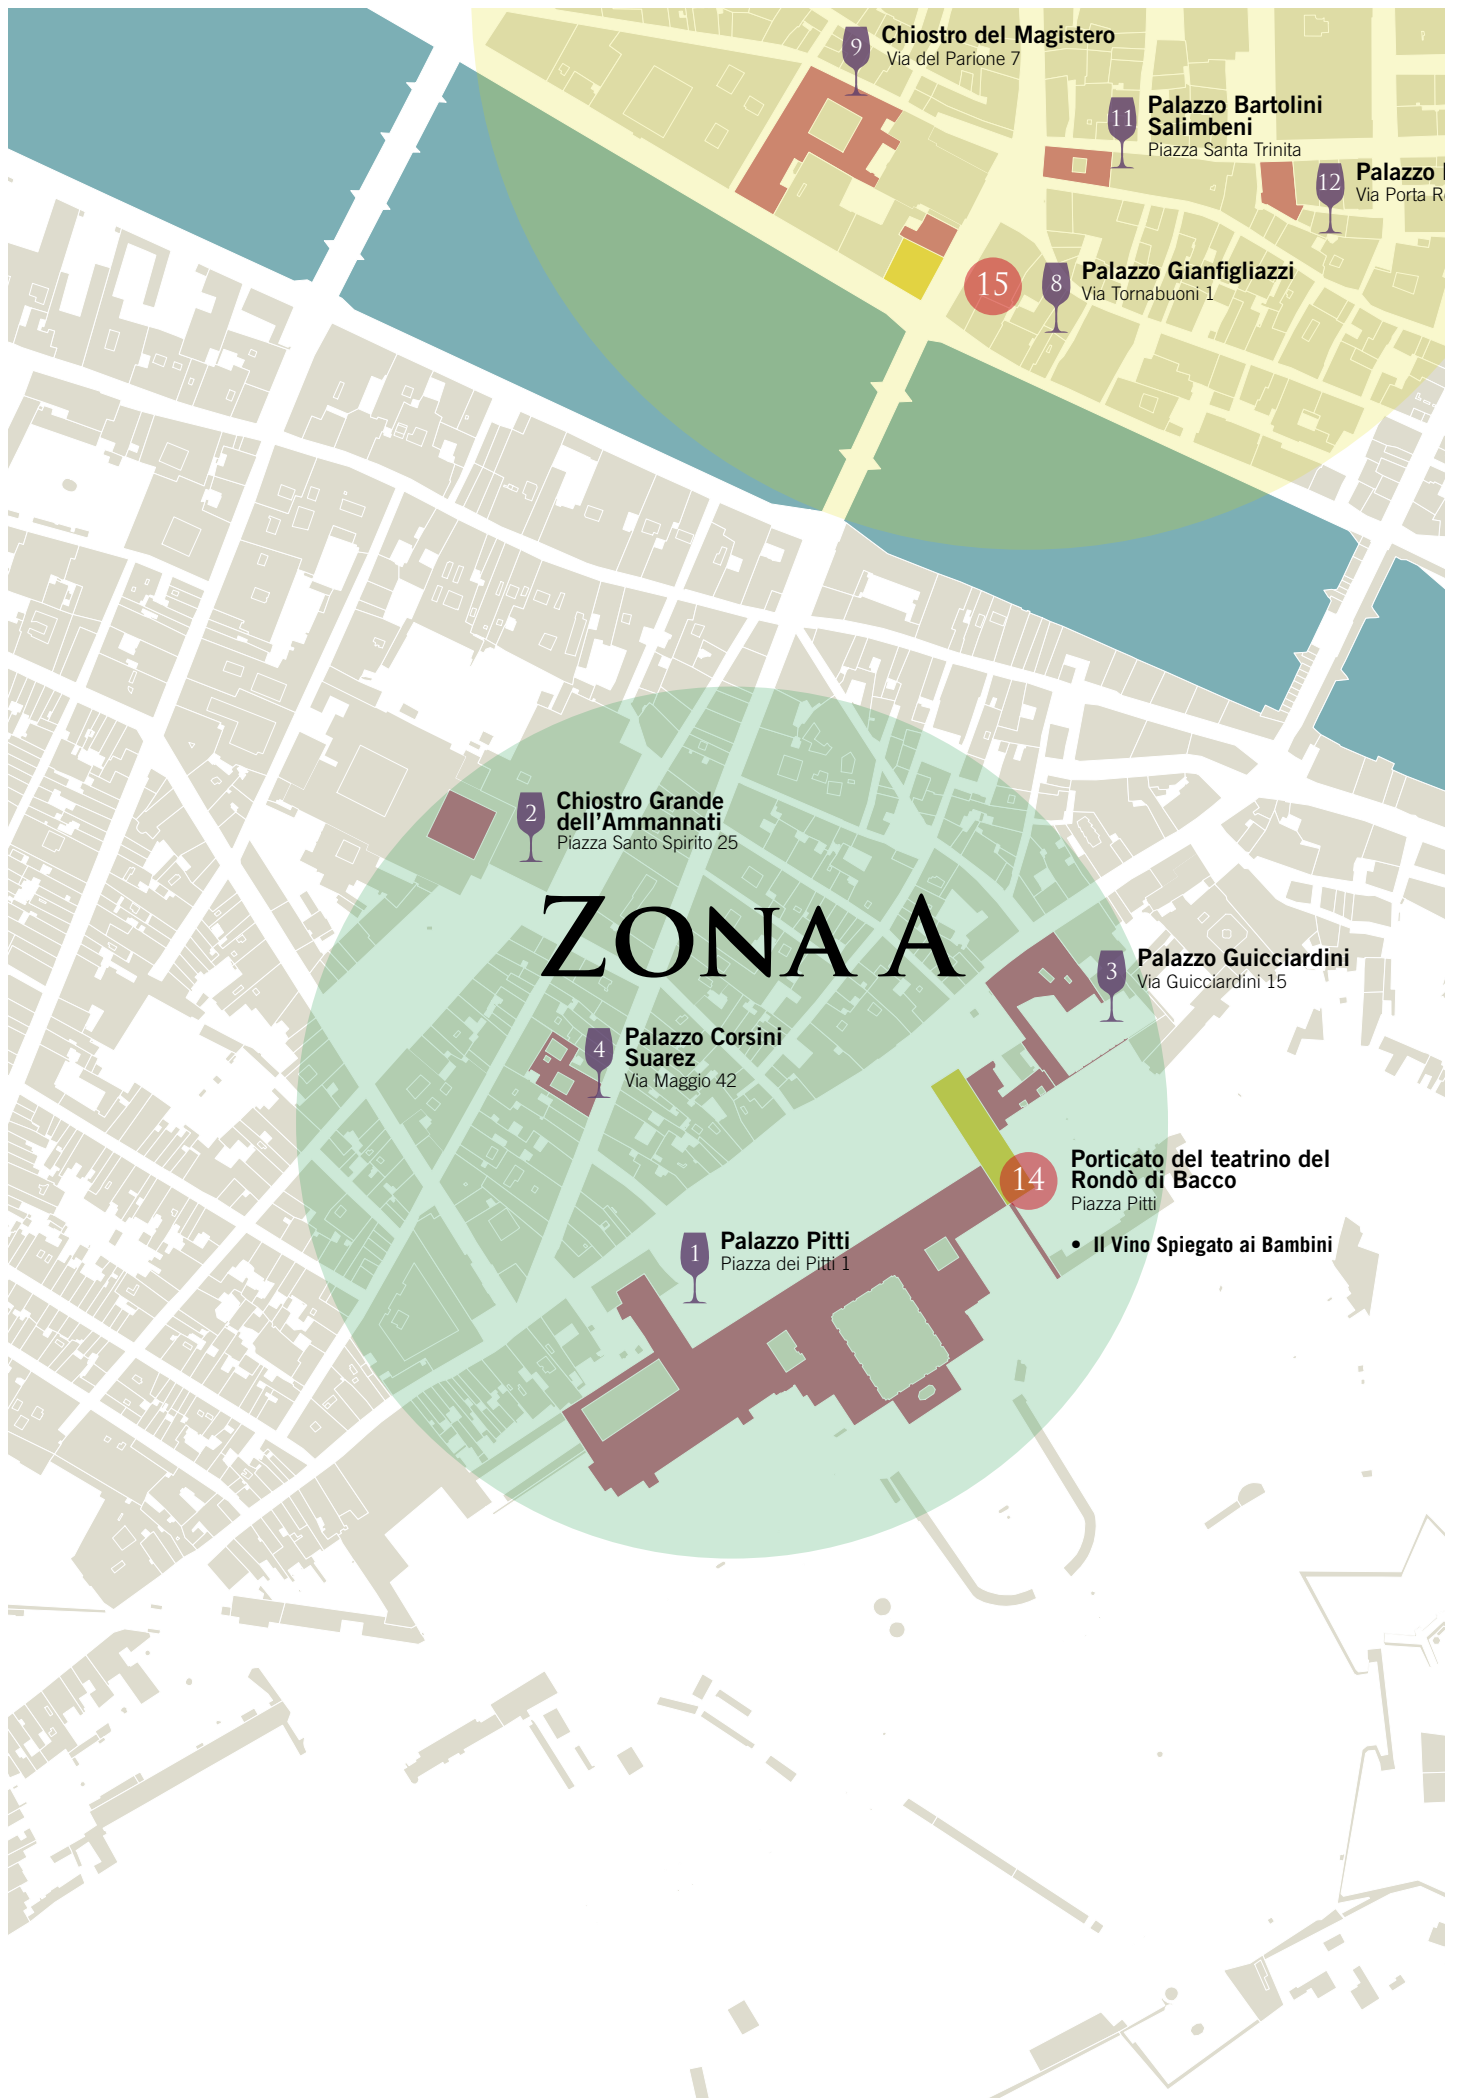 9
Chiostro del Magistero
Via del Parione 7
11
Palazzo Bartolini
Salimbeni
Piazza Santa Trinita
12
Palazzo
Via Porta
15
8
Palazzo Gianfigliazzi
Via Tornabuoni 1
2
Chiostro Grande
dell'Ammannati
Piazza Santo Spirito 25
ZONA A
3
Palazzo Guicciardini
Via Guicciardini 15
4
Palazzo Corsini
Suarez
Via Maggio 42
14
Porticato del teatrino del
Rondò di Bacco
Piazza Pitti
• Il Vino Spiegato ai Bambini
1
Palazzo Pitti
Piazza dei Pitti 1